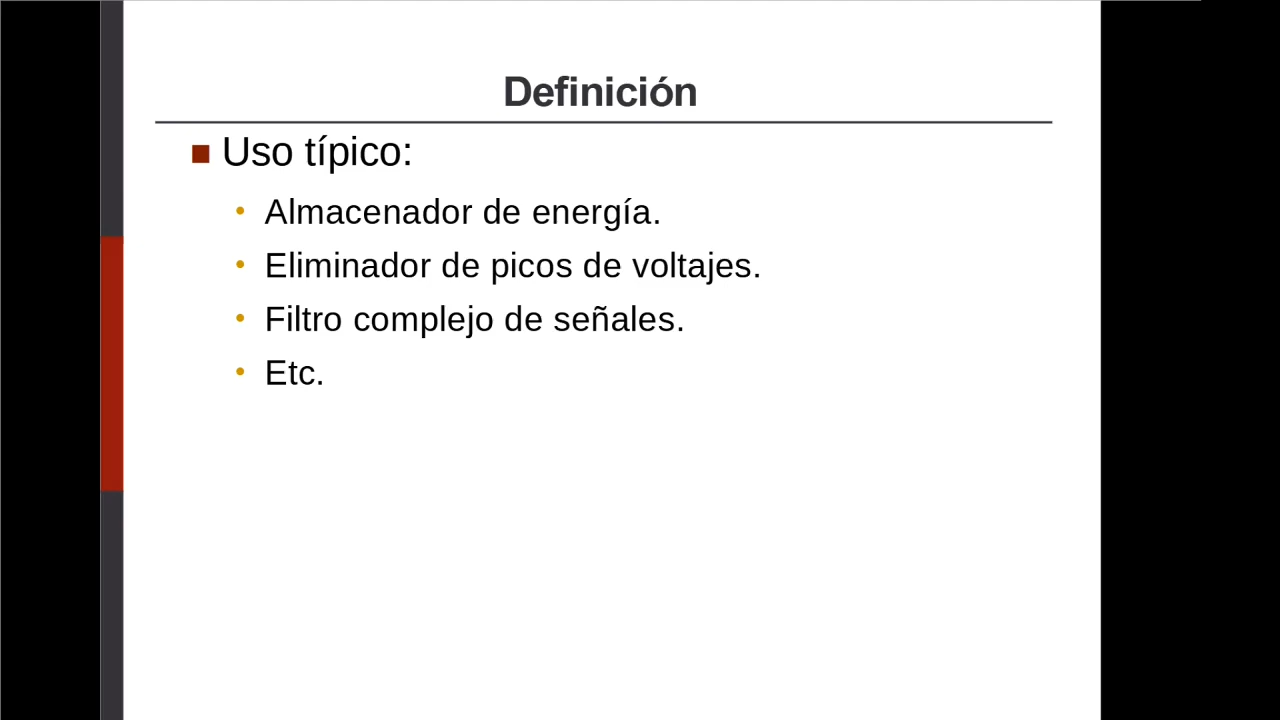 Definición
Uso típico:
Almacenador de energía.
Eliminador de picos de voltajes.
Filtro complejo de señales.
Etc.